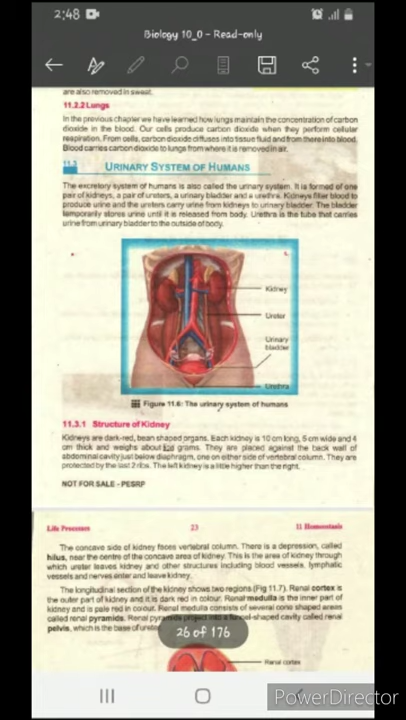 2:48
Biology 10_0 - Read-only
are also removed in sweat.
11.2.2 Lungs
In the previous chapter we have learned how lungs maintain the concentration of carbon
dioxide in the blood. Our cells produce carbon dioxide when they perform cellular
respiration. From cells, carbon dioxide diffuses into tissue fluid and from there into blood.
Blood carries carbon dioxide to lungs from where it is removed in air.
11.3 URINARY SYSTEM OF HUMANS
The excretory system of humans is also called the urinary system. It is formed of one
pair of kidneys, a pair of ureters, a urinary bladder and a urethra. Kidneys filter blood to
produce urine and the ureters carry urine from kidneys to urinary bladder. The bladder
temporarily stores urine until it is released from body. Urethra is the tube that carries
urine from urinary bladder to the outside of body.
Kidney
Ureter
Urinary
bladder
Urethra
Figure 11.6: The urinary system of humans
11.3.1 Structure of Kidney
Kidneys are dark-red, bean shaped organs. Each kidney is 10 cm long, 5 cm wide and 4
cm thick and weighs about grams. They are placed against the back wall of
abdominal cavity just below diaphragm, one on either side of vertebral column. They are
protected by the last 2 ribs. The left kidney is a little higher than the right.
NOT FOR SALE - PESRP
Life Processes 23 11 Homeostasis
The concave side of kidney faces vertebral column. There is a depression, called
hilus, near the centre of the concave area of kidney. This is the area of kidney through
which ureter leaves kidney and other structures including blood vessels, lymphatic
vessels and nerves enter and leave kidney.
The longitudinal section of the kidney shows two regions (Fig 11.7). Renal cortex is
the outer part of kidney and it is dark red in colour. Renal medulla is the inner part of
kidney and is pale red in colour. Renal medulla consists of several cone shaped areas
called renal pyramids. Renal pyramids project into a funnel-shaped cavity called renal
pelvis, which is the base of ureter.
26 of 176
Renal cortex
PowerDirector